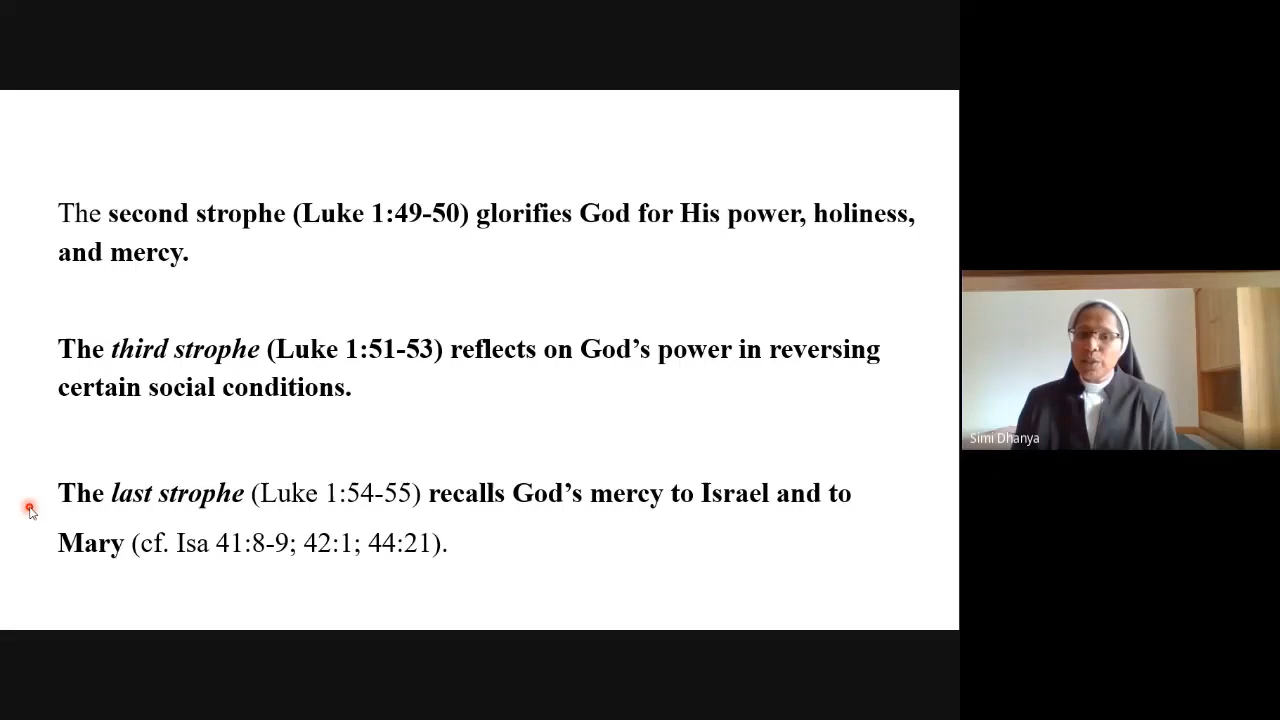 The second strophe (Luke 1:49-50) glorifies God for His power, holiness,
and mercy.
The third strophe (Luke 1:51-53) reflects on God’s power in reversing
certain social conditions.
The last strophe (Luke 1:54-55) recalls God’s mercy to Israel and to
Mary (cf. Isa 41:8-9; 42:1; 44:21).
Simi Dhanya